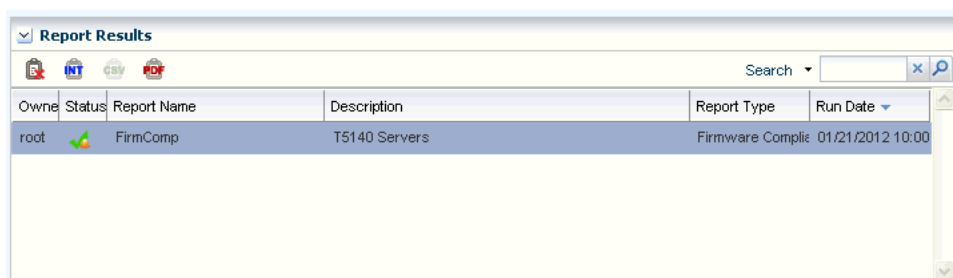 Report Results
INT CSV PDF Search
Owne Status Report Name Description Report Type Run Date
root FirmComp T5140 Servers Firmware Complia 01/21/2012 10:00